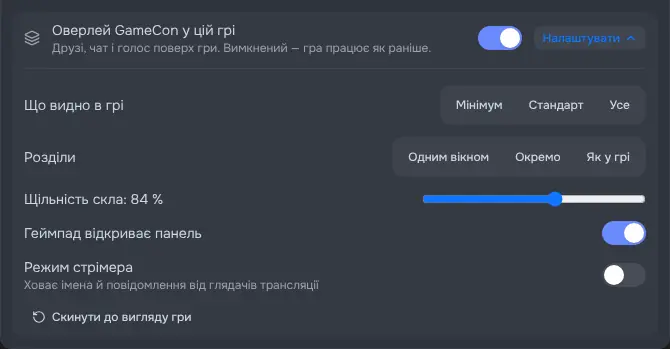 Оверлей GameCon у цій грі
Друзі, чат і голос поверх гри. Вимкнений — гра працює як раніше.
Налаштувати
Що видно в грі
Мінімум Стандарт Усе
Розділи
Одним вікном Окремо Як у грі
Щільність скла: 84 %
Геймпад відкриває панель
Режим стрімера
Ховає імена й повідомлення від глядачів трансляції
Скинути до вигляду гри